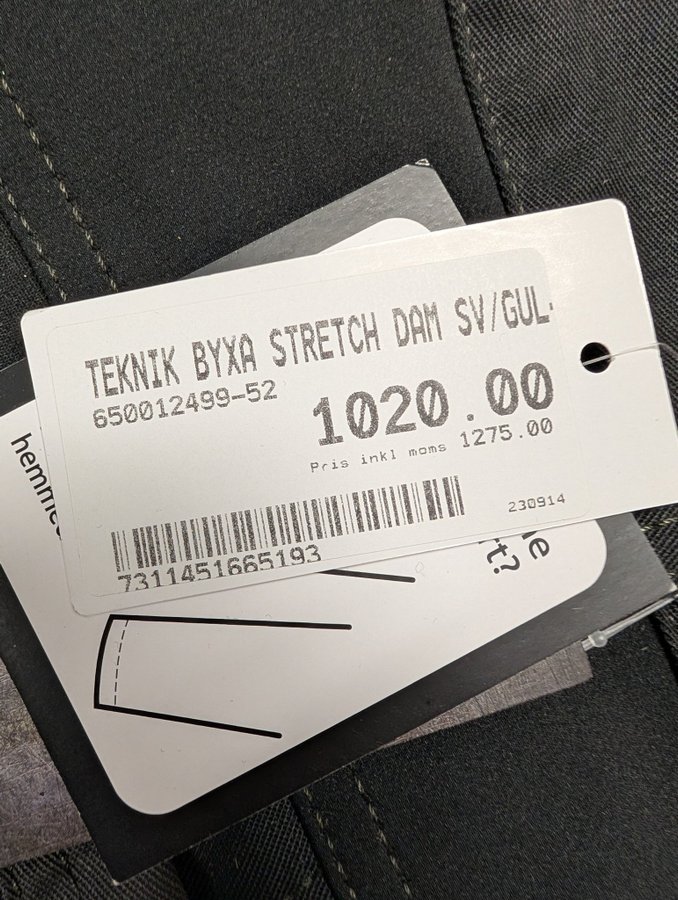 TEKNIK BYXA STRETCH DAM SV/GUL
650012499-52
1020.00
Pris inkl moms 1275.00
230914
7311451665193